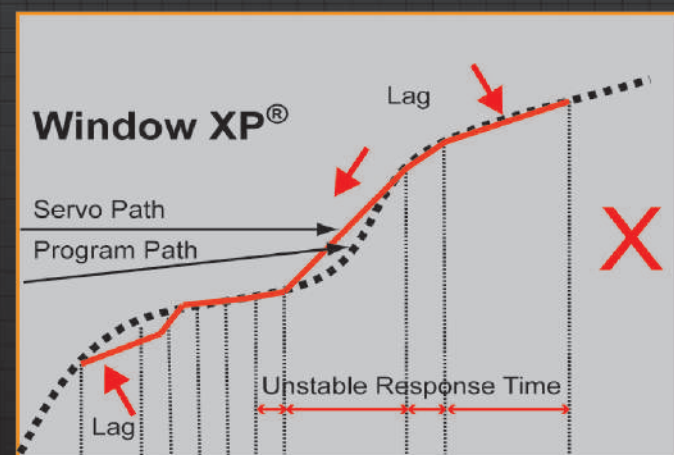 Lag
Window XP®
Servo Path
Program Path
X
Unstable Response Time
Lag